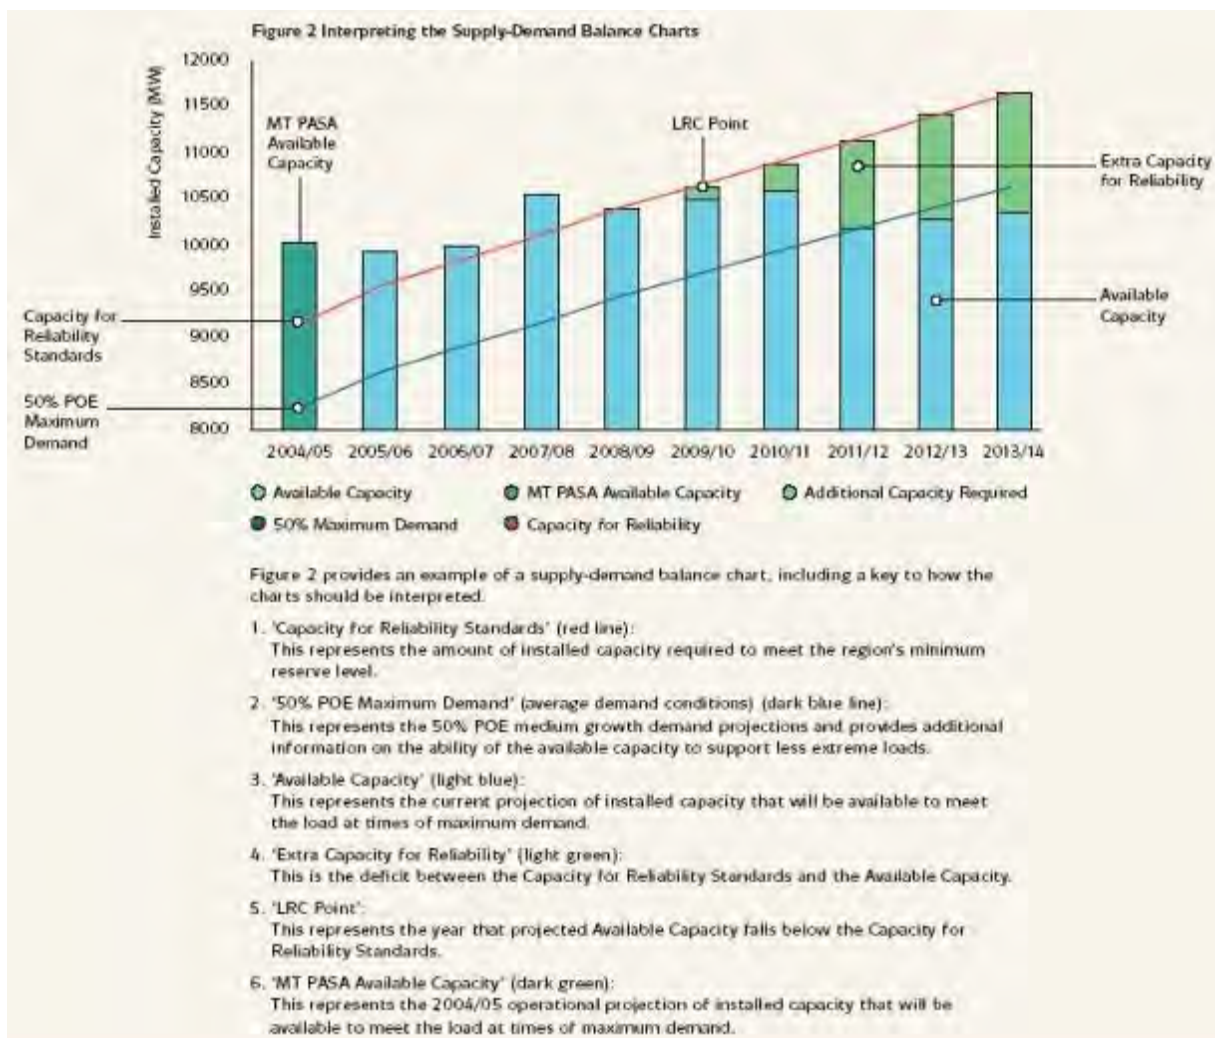 Figure 2 Interpreting the Supply-Demand Balance Charts
Installed Capacity (MW)
12000
11500
11000
10500
10000
9500
9000
8500
8000
MT PASA
Available
Capacity
LRC Point
Extra Capacity
for Reliability
Available
Capacity
Capacity for
Reliability
Standards
50% POE
Maximum
Demand
2004/05 2005/06 2006/07 2007/08 2008/09 2009/10 2010/11 2011/12 2012/13 2013/14
Available Capacity MT PASA Available Capacity Additional Capacity Required
50% Maximum Demand Capacity for Reliability
Figure 2 provides an example of a supply-demand balance chart, including a key to how the
charts should be interpreted.
1. 'Capacity for Reliability Standards' (red line):
This represents the amount of installed capacity required to meet the region's minimum
reserve level.
2. '50% POE Maximum Demand' (average demand conditions) (dark blue line):
This represents the 50% POE medium growth demand projections and provides additional
information on the ability of the available capacity to support less extreme loads.
3. 'Available Capacity' (light blue):
This represents the current projection of installed capacity that will be available to meet
the load at times of maximum demand.
4. 'Extra Capacity for Reliability' (light green):
This is the deficit between the Capacity for Reliability Standards and the Available Capacity.
5. 'LRC Point':
This represents the year that projected Available Capacity falls below the Capacity for
Reliability Standards.
6. 'MT PASA Available Capacity' (dark green):
This represents the 2004/05 operational projection of installed capacity that will be
available to meet the load at times of maximum demand.